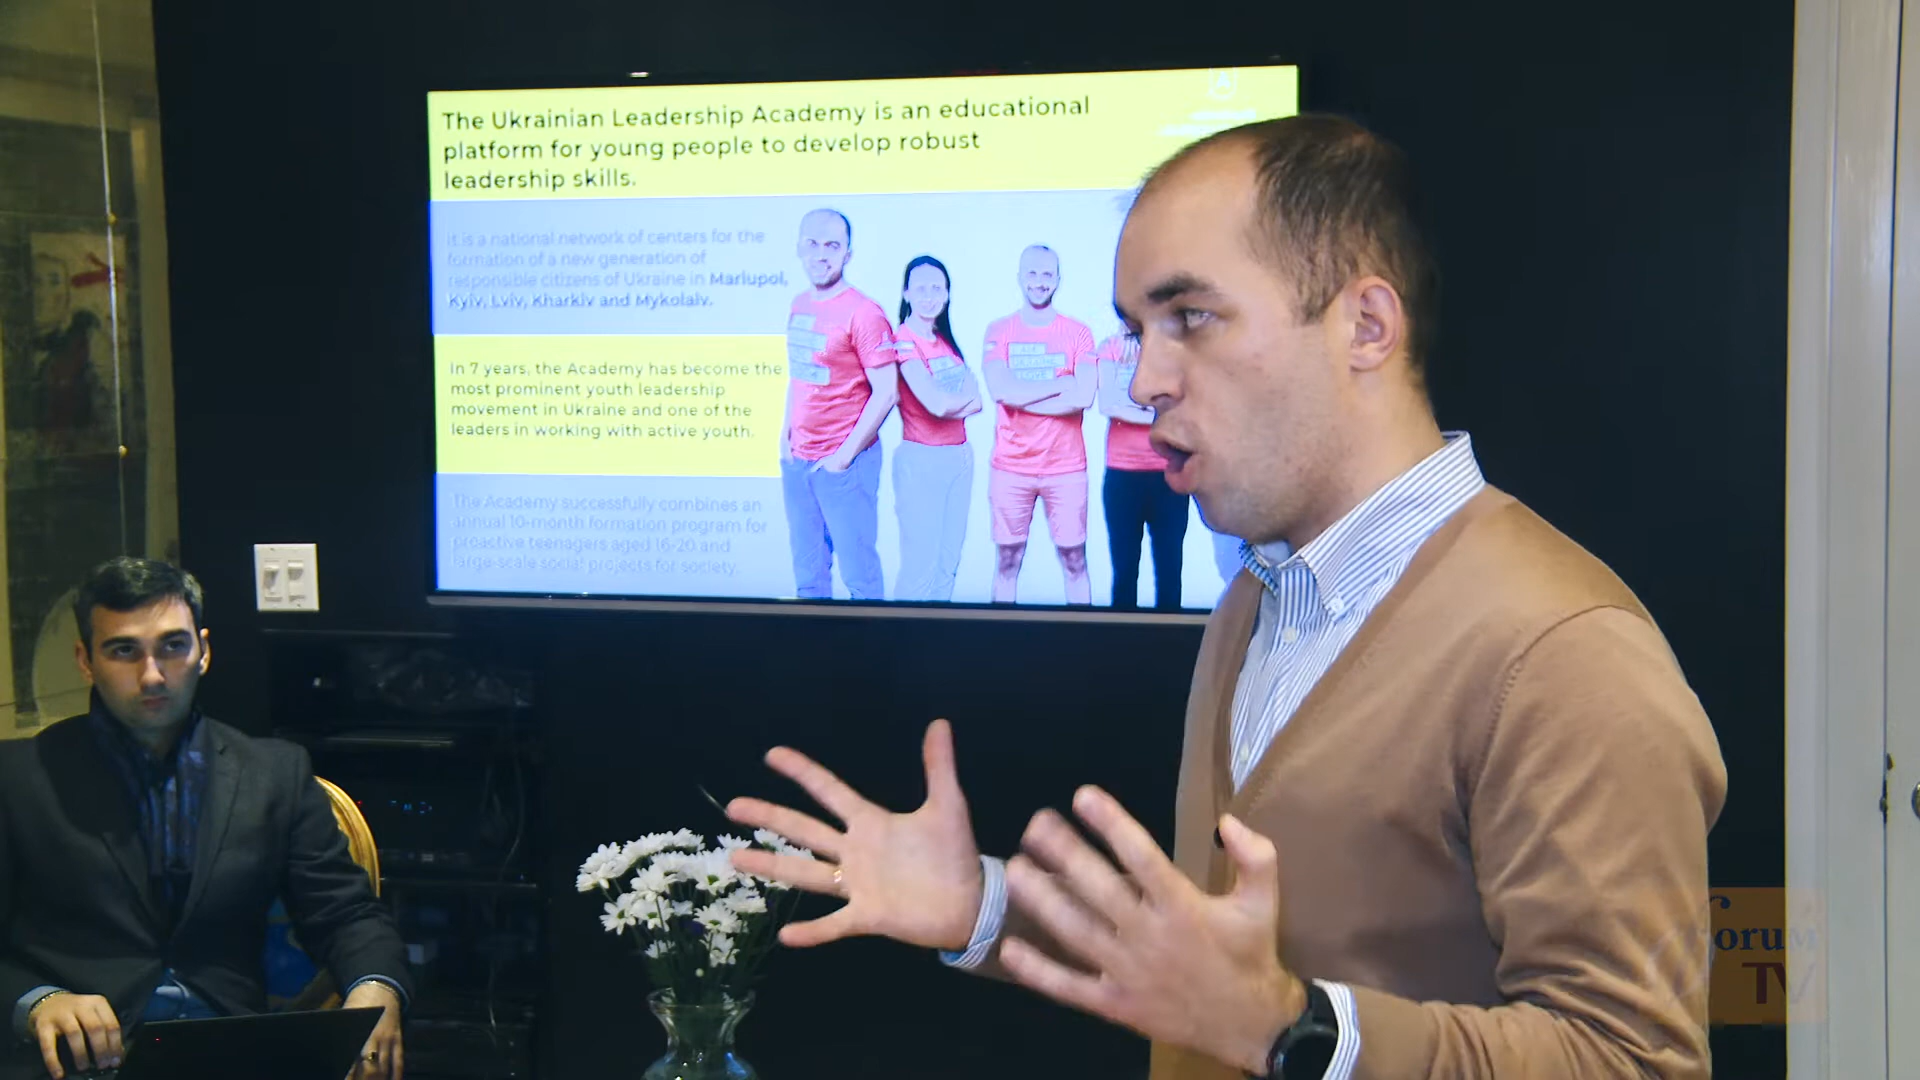 The Ukrainian Leadership Academy is an educational
platform for young people to develop robust
leadership skills.
It is a national network of centers for the
formation of a new generation of
responsible citizens of Ukraine in Mariupol,
Kyiv, Lviv, Kharkiv and Mykolaiv.
In 7 years, the Academy has become the
most prominent youth leadership
movement in Ukraine and one of the
leaders in working with active youth.
The Academy successfully combines an
annual 10-month formation program for
proactive teenagers aged 16-20 and
large-scale social projects for society.
UKRAINE
LOVE
Forum
TV